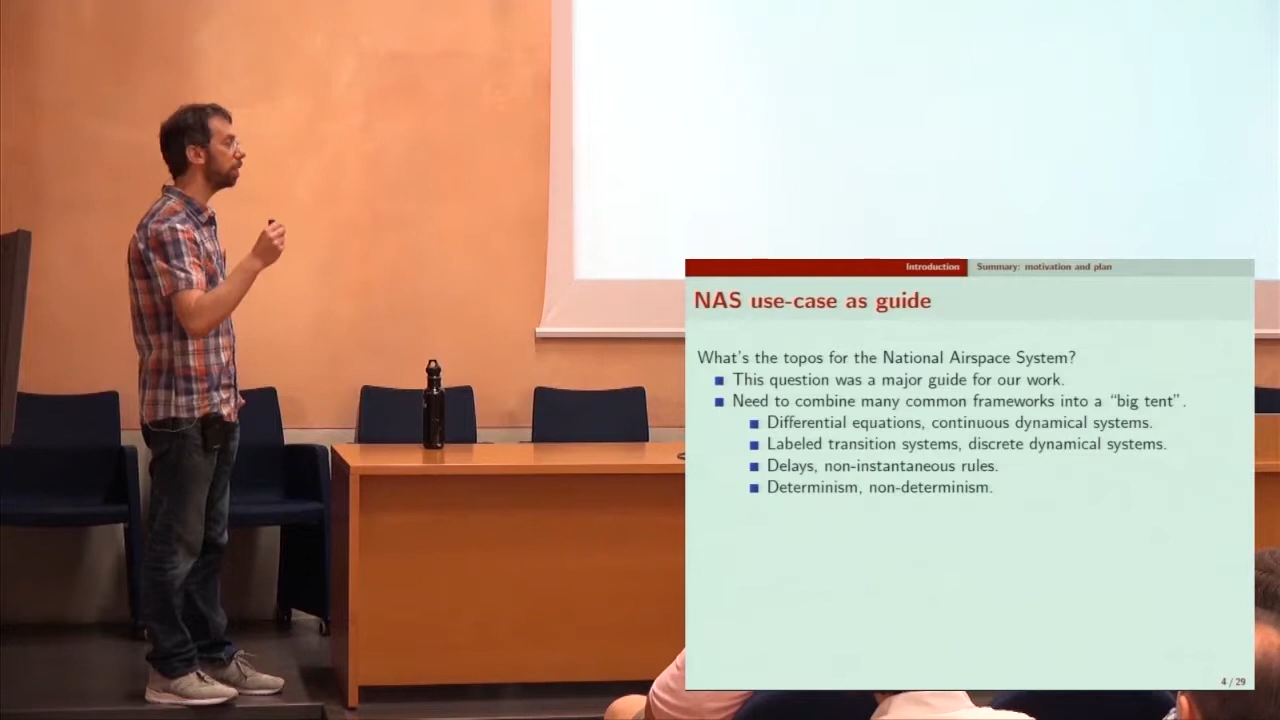 Introduction Summary: motivation and plan
NAS use-case as guide
What's the topos for the National Airspace System?
This question was a major guide for our work.
Need to combine many common frameworks into a “big tent”.
Differential equations, continuous dynamical systems.
Labeled transition systems, discrete dynamical systems.
Delays, non-instantaneous rules.
Determinism, non-determinism.
4 / 29